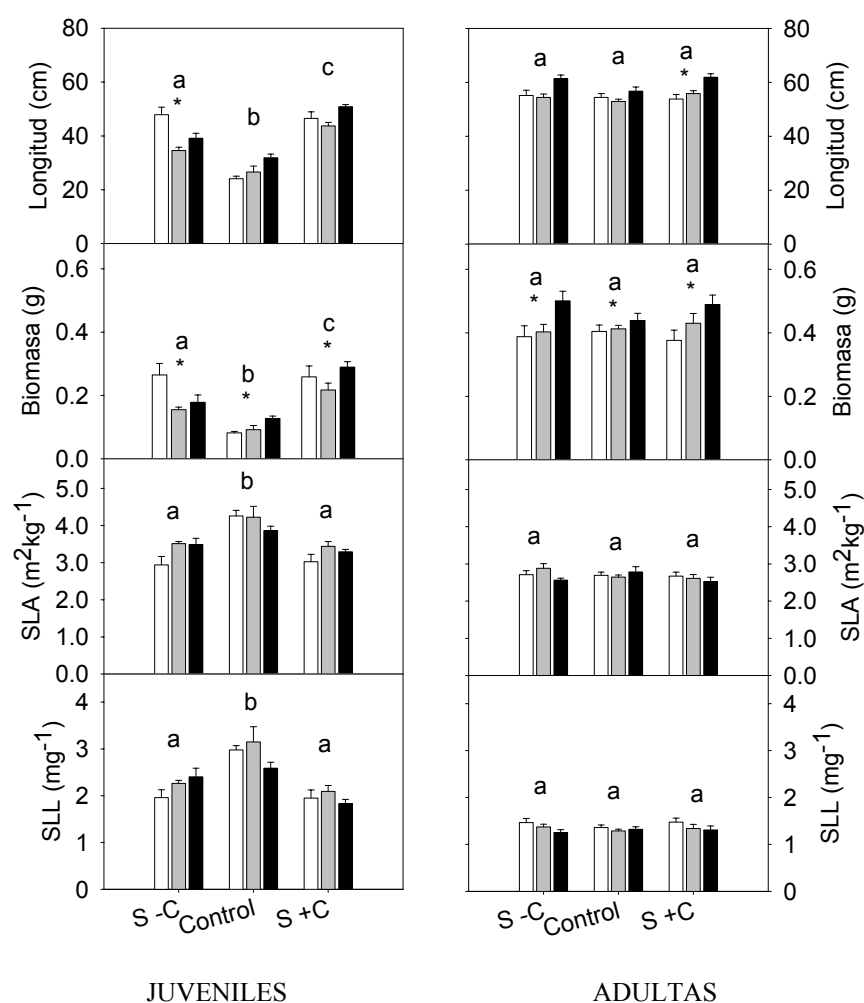 80
60
40
20
0
Longitud (cm)
a
*
b
c
0.6
0.4
0.2
0.0
Biomasa (g)
a
*
b
*
c
*
5.0
4.0
3.0
2.0
1.0
0.0
SLA (m²kg⁻¹)
a
b
a
4
3
2
1
0
SLL (mg⁻¹)
a
b
a
S -C
Control
S +C
JUVENILES
a
a
a
*
80
60
40
20
0
Longitud (cm)
a
*
a
*
a
*
0.6
0.4
0.2
0.0
Biomasa (g)
a
a
a
5.0
4.0
3.0
2.0
1.0
0.0
SLA (m²kg⁻¹)
a
a
a
4
3
2
1
0
SLL (mg⁻¹)
S -C
Control
S +C
ADULTAS